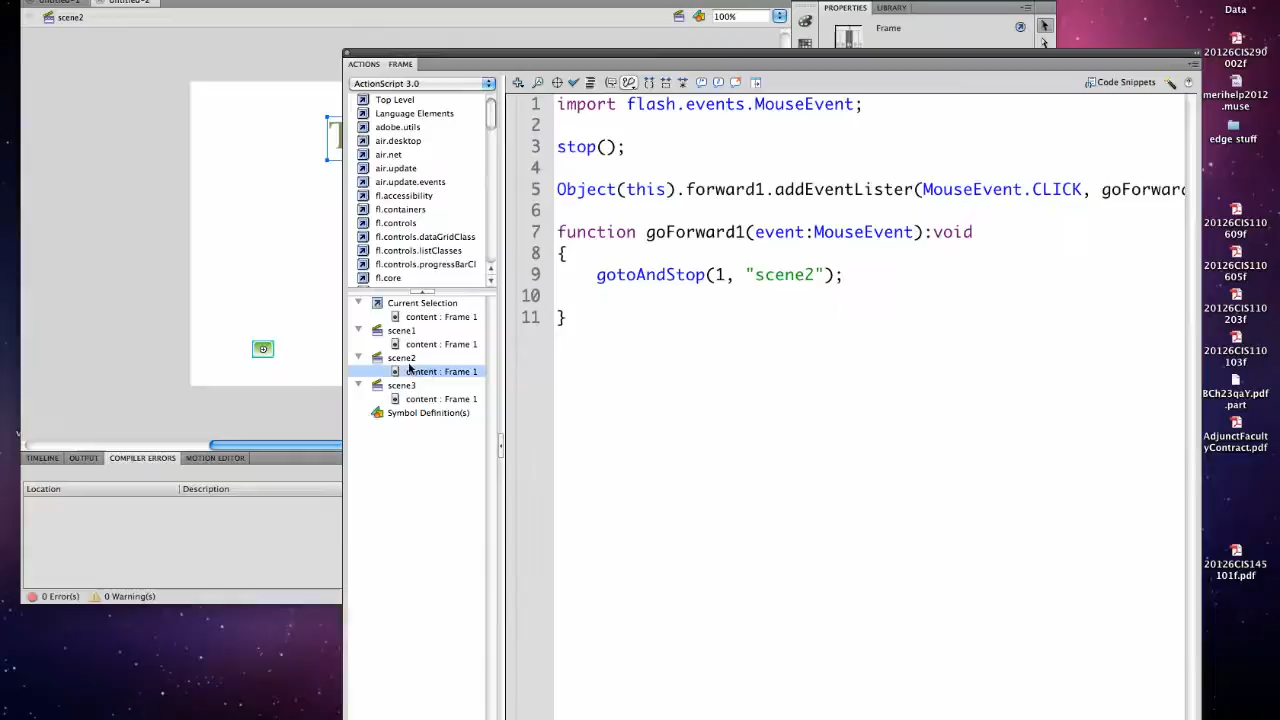 Untitled-1
Untitled-2
scene2
100%
PROPERTIES
LIBRARY
Frame
ACTIONS
FRAME
ActionScript 3.0
Top Level
Language Elements
adobe.utils
air.desktop
air.net
air.update
air.update.events
fl.accessibility
fl.containers
fl.controls
fl.controls.dataGridClass
fl.controls.listClasses
fl.controls.progressBarCl
fl.core
Current Selection
content : Frame 1
scene1
content : Frame 1
scene2
content : Frame 1
scene3
content : Frame 1
Symbol Definition(s)
Code Snippets
1 import flash.events.MouseEvent;
2
3 stop();
4
5 Object(this).forward1.addEventLister(MouseEvent.CLICK, goForward
6
7 function goForward1(event:MouseEvent):void
8 {
9 gotoAndStop(1, "scene2");
10
11 }
T
TIMELINE
OUTPUT
COMPILER ERRORS
MOTION EDITOR
Location
Description
0 Error(s)
0 Warning(s)
Data
20126CIS290
002f
merihelp2012
.muse
edge stuff
20126CIS110
609f
20126CIS110
605f
20126CIS110
203f
20126CIS110
103f
BCh23qaY.pdf
.part
AdjunctFacult
yContract.pdf
20126CIS145
101f.pdf